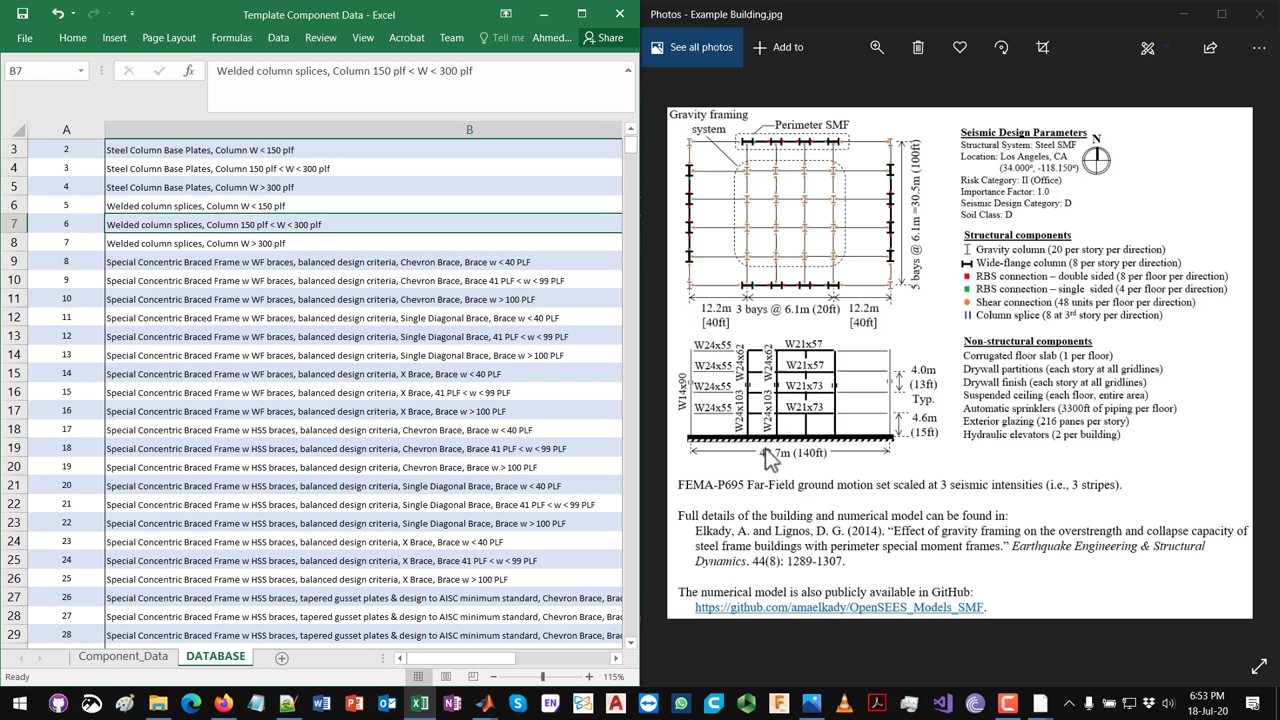 Template Component Data - Excel
File
Home
Insert
Page Layout
Formulas
Data
Review
View
Acrobat
Team
Tell me
Ahmed...
Share
B7
fx
Welded column splices, Column 150 plf < W < 300 plf
A
B
3 2 Steel Column Base Plates, Column W < 150 plf
4 3 Steel Column Base Plates, Column 150 plf < W < 300 plf
5 4 Steel Column Base Plates, Column W > 300 plf
6 5 Welded column splices, Column W < 150 plf
7 6 Welded column splices, Column 150 plf < W < 300 plf
8 7 Welded column splices, Column W > 300 plf
9 8 Special Concentric Braced Frame w WF braces, balanced design criteria, Chevron Brace, Brace w < 40 PLF
10 9 Special Concentric Braced Frame w WF braces, balanced design criteria, Chevron Brace, Brace 41 PLF < w < 99 PLF
11 10 Special Concentric Braced Frame w WF braces, balanced design criteria, Chevron Brace, Brace w > 100 PLF
12 11 Special Concentric Braced Frame w WF braces, balanced design criteria, Single Diagonal Brace, Brace w < 40 PLF
13 12 Special Concentric Braced Frame w WF braces, balanced design criteria, Single Diagonal Brace, Brace 41 PLF < w < 99 PLF
14 13 Special Concentric Braced Frame w WF braces, balanced design criteria, Single Diagonal Brace, Brace w > 100 PLF
15 14 Special Concentric Braced Frame w WF braces, balanced design criteria, X Brace, Brace w < 40 PLF
16 15 Special Concentric Braced Frame w WF braces, balanced design criteria, X Brace, Brace, 41 PLF < w < 99 PLF
17 16 Special Concentric Braced Frame w WF braces, balanced design criteria, X Brace, Brace w > 100 PLF
18 17 Special Concentric Braced Frame w HSS braces, balanced design criteria, Chevron Brace, Brace w < 40 PLF
19 18 Special Concentric Braced Frame w HSS braces, balanced design criteria, Chevron Brace, Brace 41 PLF < w < 99 PLF
20 19 Special Concentric Braced Frame w HSS braces, balanced design criteria, Chevron Brace, Brace w > 100 PLF
21 20 Special Concentric Braced Frame w HSS braces, balanced design criteria, Single Diagonal Brace, Brace w < 40 PLF
22 21 Special Concentric Braced Frame w HSS braces, balanced design criteria, Single Diagonal Brace, Brace 41 PLF < w < 99 PLF
23 22 Special Concentric Braced Frame w HSS braces, balanced design criteria, Single Diagonal Brace, Brace w > 100 PLF
24 23 Special Concentric Braced Frame w HSS braces, balanced design criteria, X Brace, Brace w < 40 PLF
25 24 Special Concentric Braced Frame w HSS braces, balanced design criteria, X Brace, Brace, 41 PLF < w < 99 PLF
26 25 Special Concentric Braced Frame w HSS braces, balanced design criteria, X Brace, Brace w > 100 PLF
27 26 Special Concentric Braced Frame w HSS braces, tapered gusset plates & design to AISC minimum standard, Chevron Brace, Brac
28 27 Special Concentric Braced Frame w HSS braces, tapered gusset plates & design to AISC minimum standard, Chevron Brace, Brac
29 28 Special Concentric Braced Frame w HSS braces, tapered gusset plates & design to AISC minimum standard, Chevron Brace, Brac
Component_Data
DATABASE
Ready
115%
Photos - Example Building.jpg
See all photos
Add to
Gravity framing
system
Perimeter SMF
5 bays @ 6.1m =30.5m (100ft)
12.2m 3 bays @ 6.1m (20ft) 12.2m
[40ft] [40ft]
W24x55 W21x57
W24x55 W21x57
W24x55 W21x73
W24x55 W21x73
W14x90
W24x62
W24x62
W24x103
W24x103
4.0m
(13ft)
Typ.
4.6m
(15ft)
7m (140ft)
Seismic Design Parameters
N
Structural System: Steel SMF
Location: Los Angeles, CA
(34.000º, -118.150º)
Risk Category: II (Office)
Importance Factor: 1.0
Seismic Design Category: D
Soil Class: D
Structural components
Gravity column (20 per story per direction)
Wide-flange column (8 per story per direction)
RBS connection – double sided (8 per floor per direction)
RBS connection – single sided (4 per floor per direction)
Shear connection (48 units per floor per direction)
Column splice (8 at 3rd story per direction)
Non-structural components
Corrugated floor slab (1 per floor)
Drywall partitions (each story at all gridlines)
Drywall finish (each story at all gridlines)
Suspended ceiling (each floor, entire area)
Automatic sprinklers (3300ft of piping per floor)
Exterior glazing (216 panes per story)
Hydraulic elevators (2 per building)
FEMA-P695 Far-Field ground motion set scaled at 3 seismic intensities (i.e., 3 stripes).
Full details of the building and numerical model can be found in:
Elkady, A. and Lignos, D. G. (2014). “Effect of gravity framing on the overstrength and collapse capacity of
steel frame buildings with perimeter special moment frames.” Earthquake Engineering & Structural
Dynamics. 44(8): 1289-1307.
The numerical model is also publicly available in GitHub:
https://github.com/amaelkady/OpenSEES_Models_SMF.
EN
6:53 PM
18-Jul-20